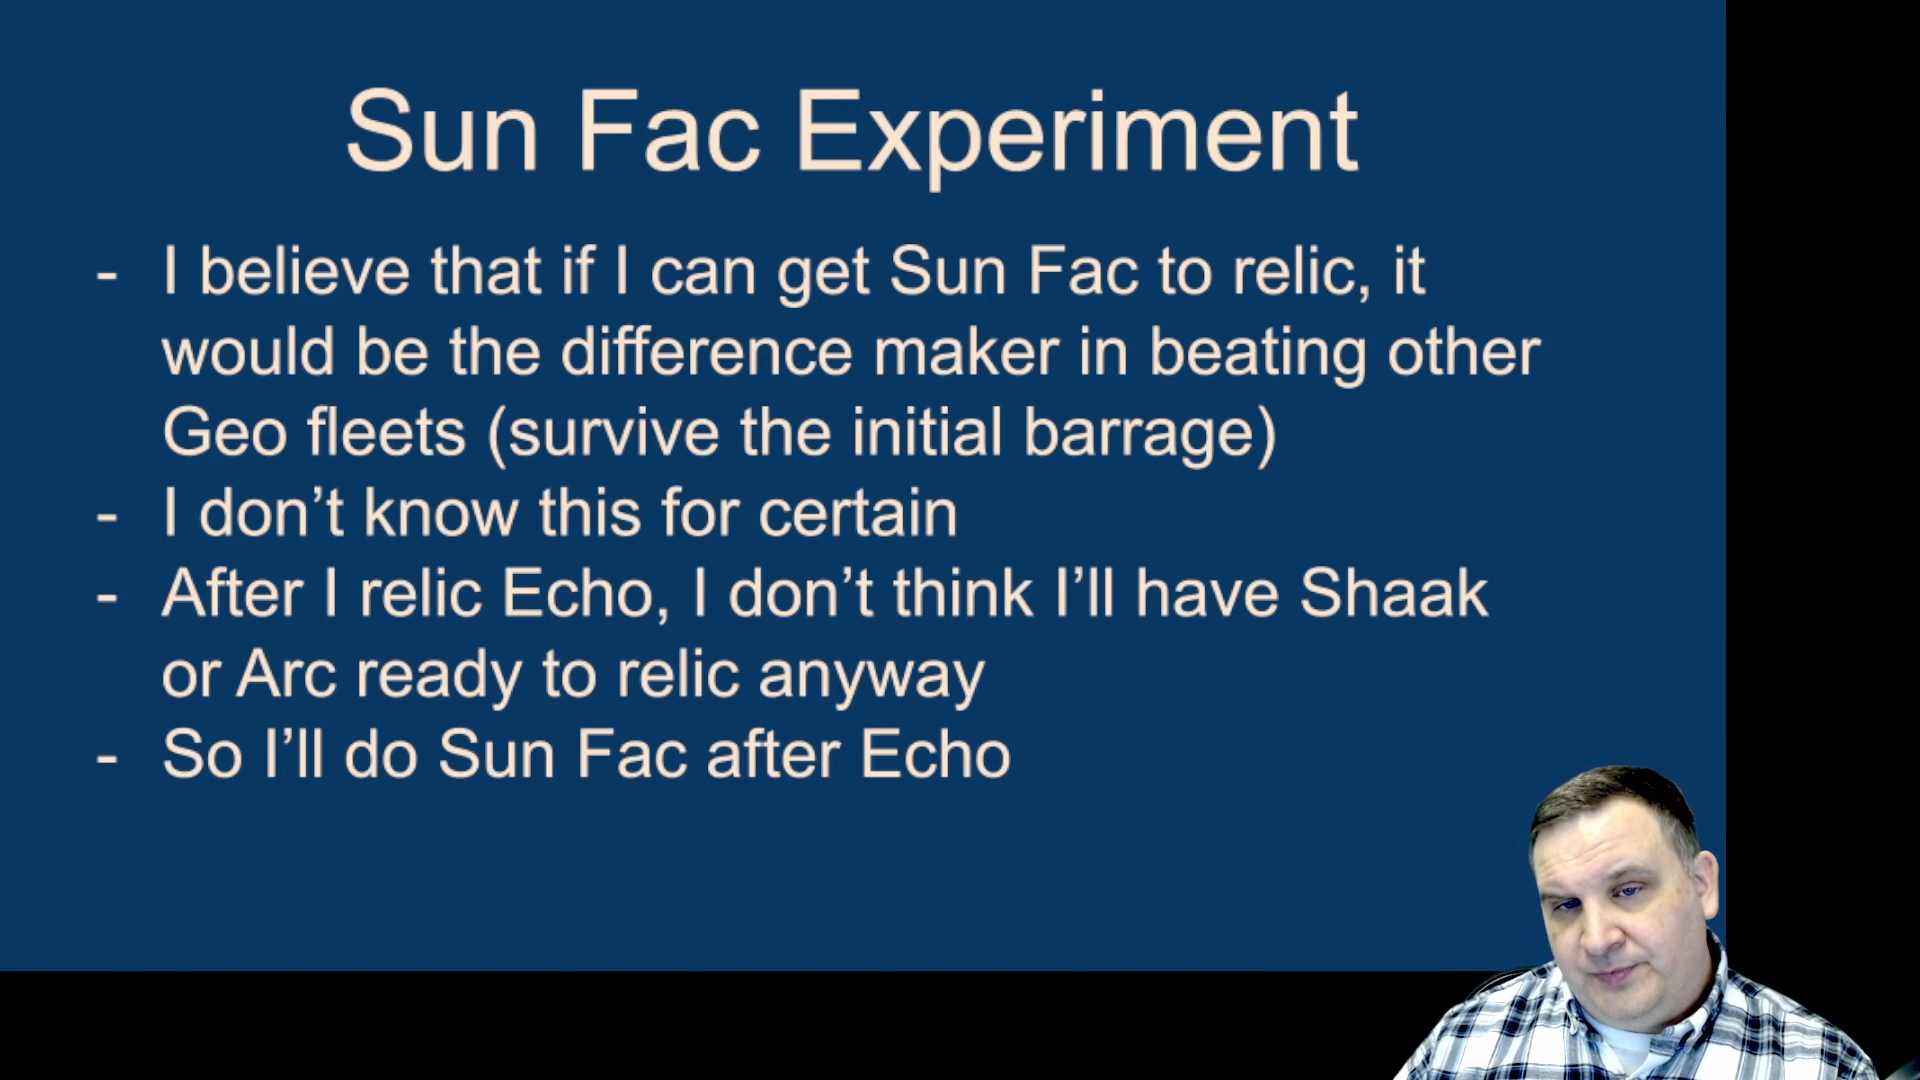 Sun Fac Experiment
- I believe that if I can get Sun Fac to relic, it
would be the difference maker in beating other
Geo fleets (survive the initial barrage)
- I don’t know this for certain
- After I relic Echo, I don’t think I’ll have Shaak
or Arc ready to relic anyway
- So I’ll do Sun Fac after Echo